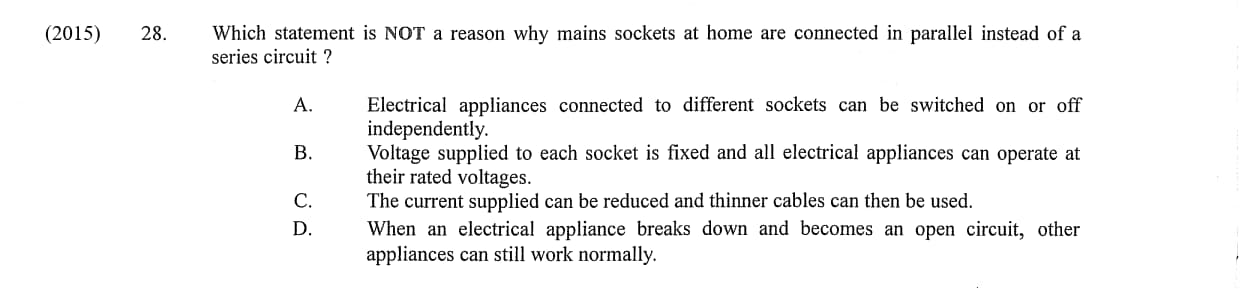 (2015) 28. Which statement is NOT a reason why mains sockets at home are connected in parallel instead of a
series circuit ?
A. Electrical appliances connected to different sockets can be switched on or off
independently.
B. Voltage supplied to each socket is fixed and all electrical appliances can operate at
their rated voltages.
C. The current supplied can be reduced and thinner cables can then be used.
D. When an electrical appliance breaks down and becomes an open circuit, other
appliances can still work normally.